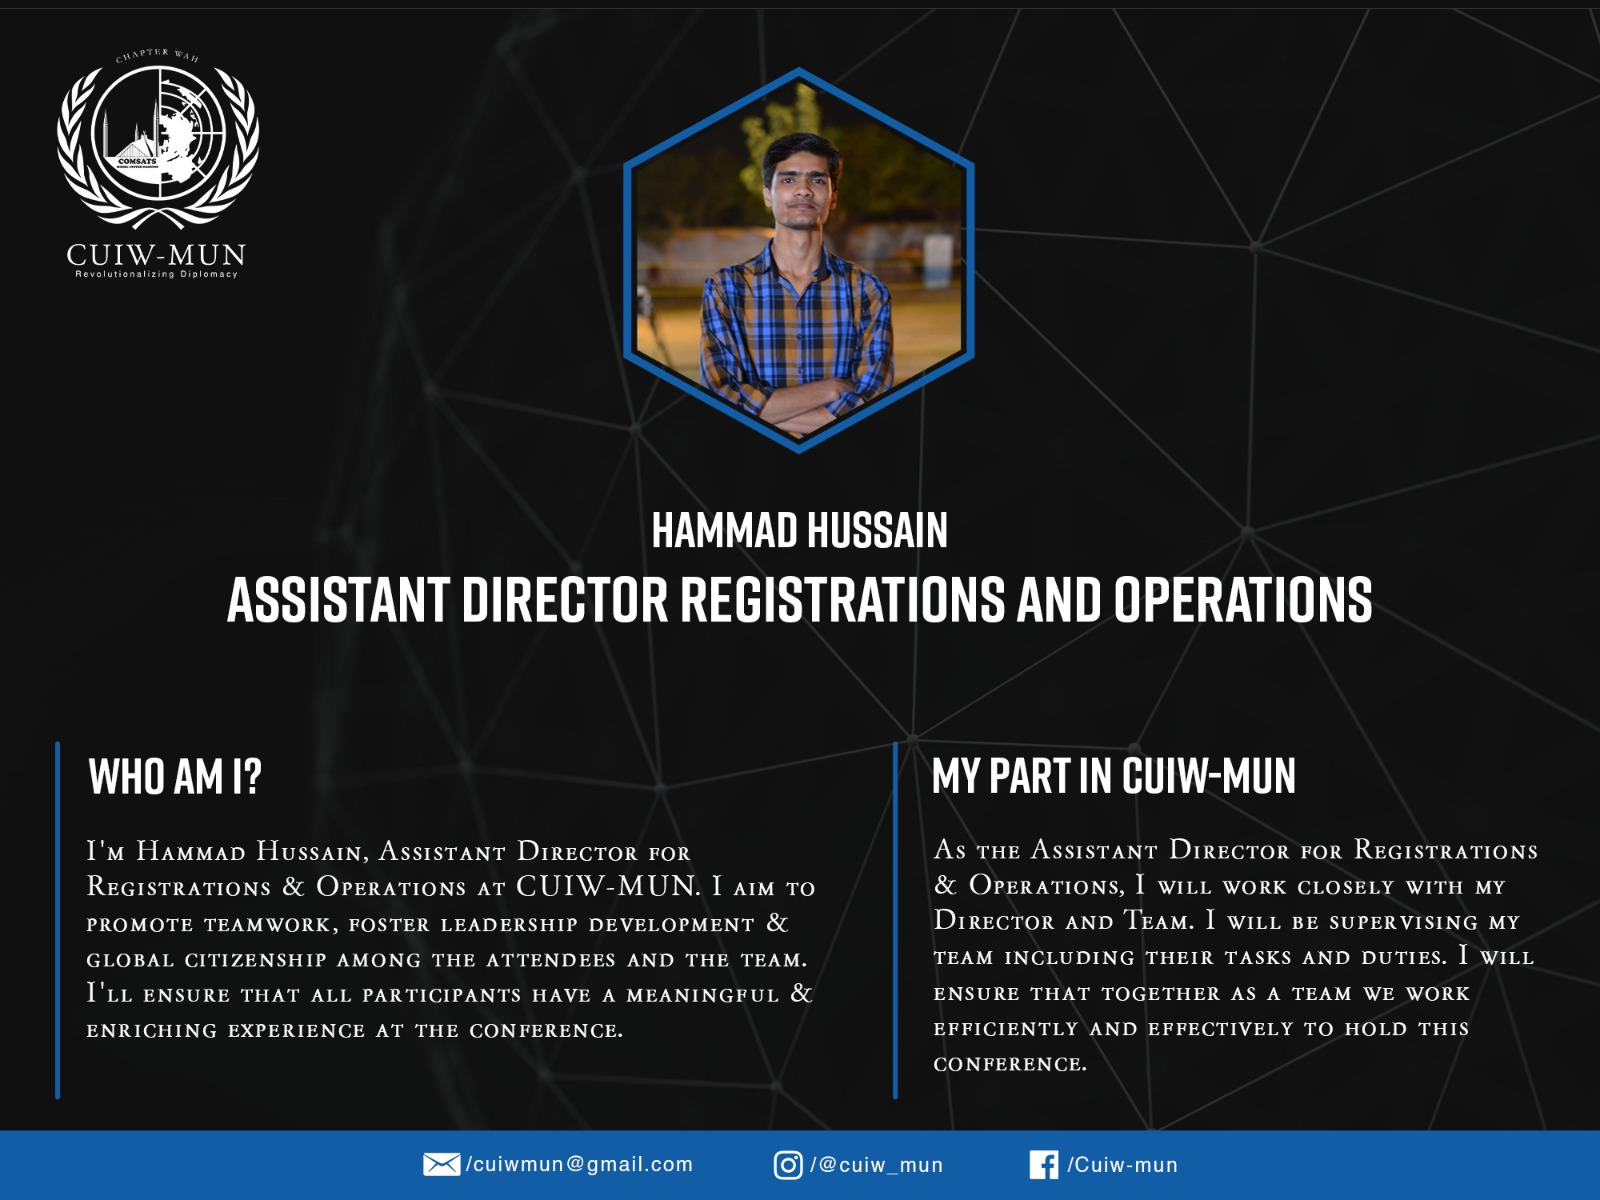 CHAPTER WAH
COMSATS
MODEL UNITED NATIONS
CUIW-MUN
Revolutionalizing Diplomacy
HAMMAD HUSSAIN
ASSISTANT DIRECTOR REGISTRATIONS AND OPERATIONS
WHO AM I?
I'm Hammad Hussain, Assistant Director for
Registrations & Operations at CUIW-MUN. I aim to
promote teamwork, foster leadership development &
global citizenship among the attendees and the team.
I'll ensure that all participants have a meaningful &
enriching experience at the conference.
MY PART IN CUIW-MUN
As the Assistant Director for Registrations
& Operations, I will work closely with my
Director and Team. I will be supervising my
team including their tasks and duties. I will
ensure that together as a team we work
efficiently and effectively to hold this
conference.
/cuiwmun@gmail.com
/@cuiw_mun
/Cuiw-mun